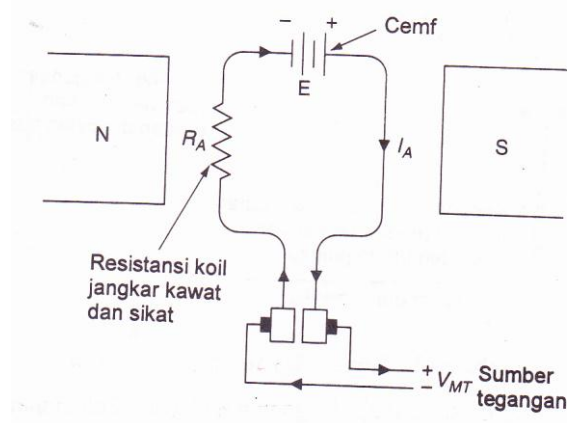 − +
Cemf
E
N
R_A
I_A
S
Resistansi koil
jangkar kawat
dan sikat
+
− V_MT Sumber
tegangan